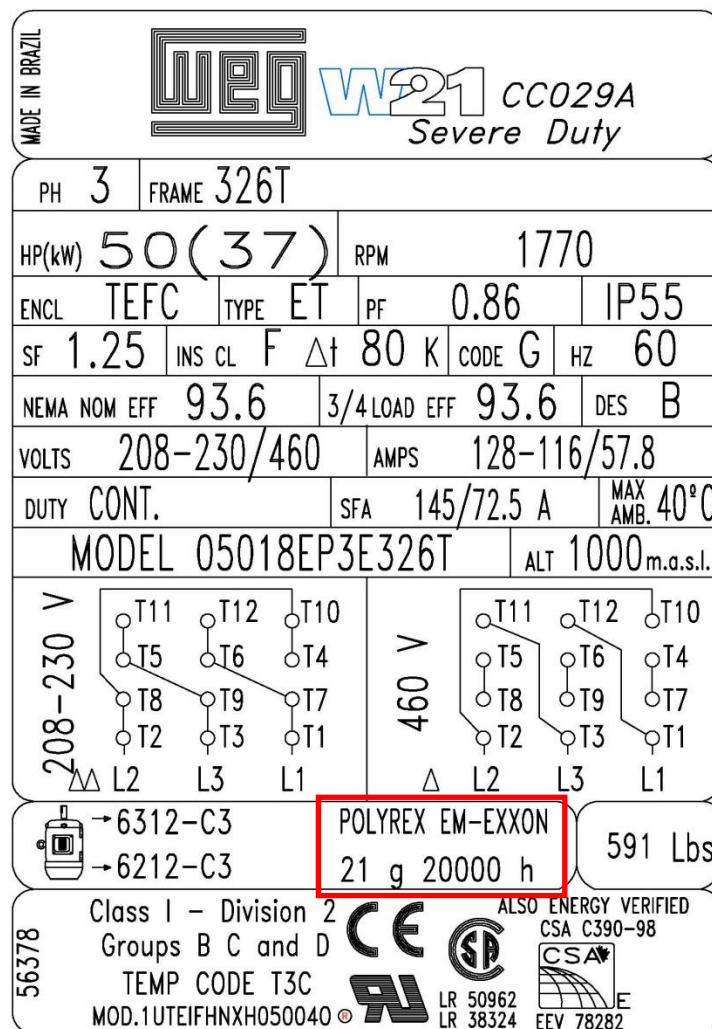 MADE IN BRAZIL
WEG W21 CC029A
Severe Duty
PH 3 FRAME 326T
HP(kW) 50(37) RPM 1770
ENCL TEFC TYPE ET PF 0.86 IP55
SF 1.25 INS CL F Δt 80 K CODE G HZ 60
NEMA NOM EFF 93.6 3/4 LOAD EFF 93.6 DES B
VOLTS 208-230/460 AMPS 128-116/57.8
DUTY CONT. SFA 145/72.5 A MAX AMB. 40ºC
MODEL 05018EP3E326T ALT 1000 m.a.s.l.
208-230 V
T11 T12 T10
T5 T6 T4
T8 T9 T7
T2 T3 T1
ΔΔ L2 L3 L1
460 V
T11 T12 T10
T5 T6 T4
T8 T9 T7
T2 T3 T1
Δ L2 L3 L1
→6312-C3
→6212-C3
POLYREX EM-EXXON
21 g 20000 h
591 Lbs
56378
Class I - Division 2
Groups B C and D
TEMP CODE T3C
MOD.1UTEIFHNXH050040 ®
CE
SA
LR 50962
LR 38324
ALSO ENERGY VERIFIED
CSA C390-98
CSA
E
EEV 78282